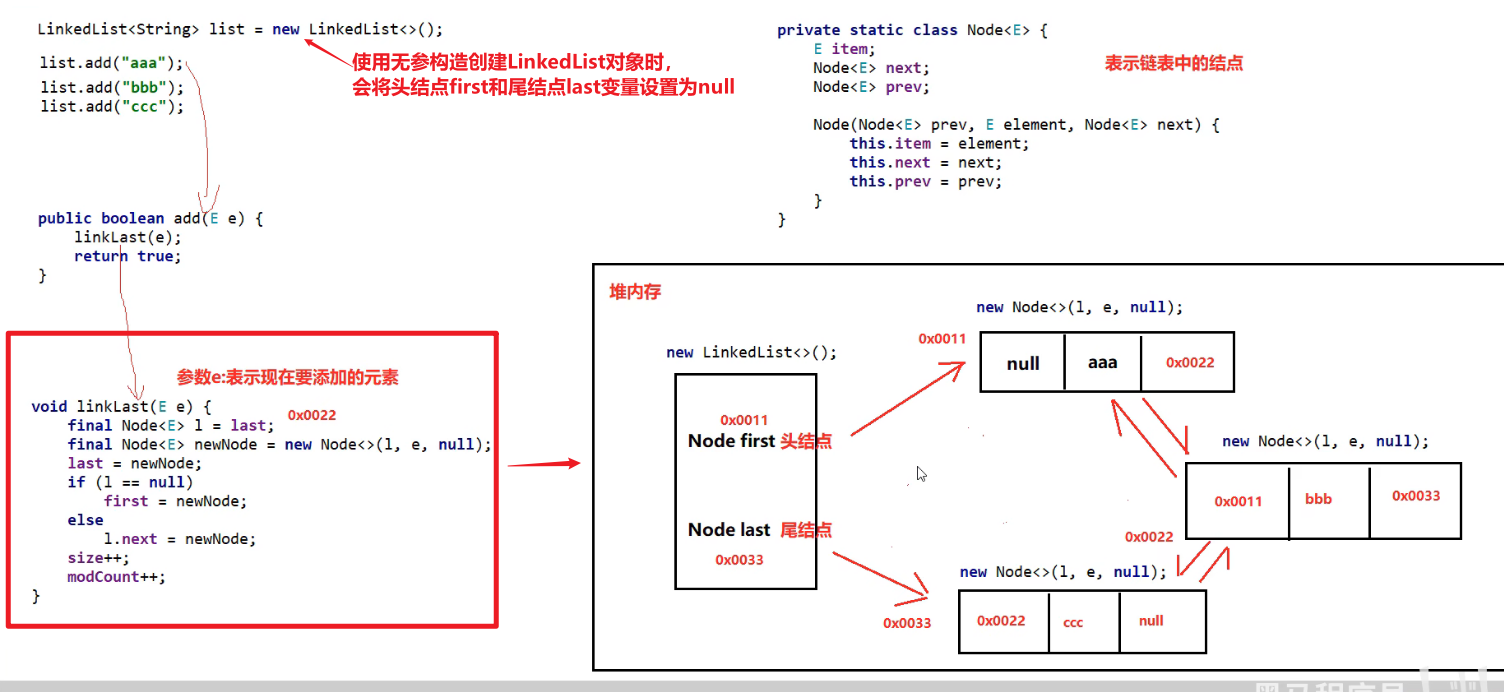 LinkedList<String> list = new LinkedList<>();
list.add("aaa");
list.add("bbb");
list.add("ccc");
使用无参构造创建LinkedList对象时，
会将头结点first和尾结点last变量设置为null
private static class Node<E> {
E item;
Node<E> next;
Node<E> prev;
Node(Node<E> prev, E element, Node<E> next) {
this.item = element;
this.next = next;
this.prev = prev;
}
}
表示链表中的结点
public boolean add(E e) {
linkLast(e);
return true;
}
参数e:表示现在要添加的元素
void linkLast(E e) {
final Node<E> l = last;
0x0022
final Node<E> newNode = new Node<>(l, e, null);
last = newNode;
if (l == null)
first = newNode;
else
l.next = newNode;
size++;
modCount++;
}
堆内存
new LinkedList<>();
0x0011
Node first 头结点
Node last 尾结点
0x0033
new Node<>(l, e, null);
0x0011
null aaa 0x0022
new Node<>(l, e, null);
0x0011 bbb 0x0033
0x0022
new Node<>(l, e, null);
0x0033
0x0022 ccc null